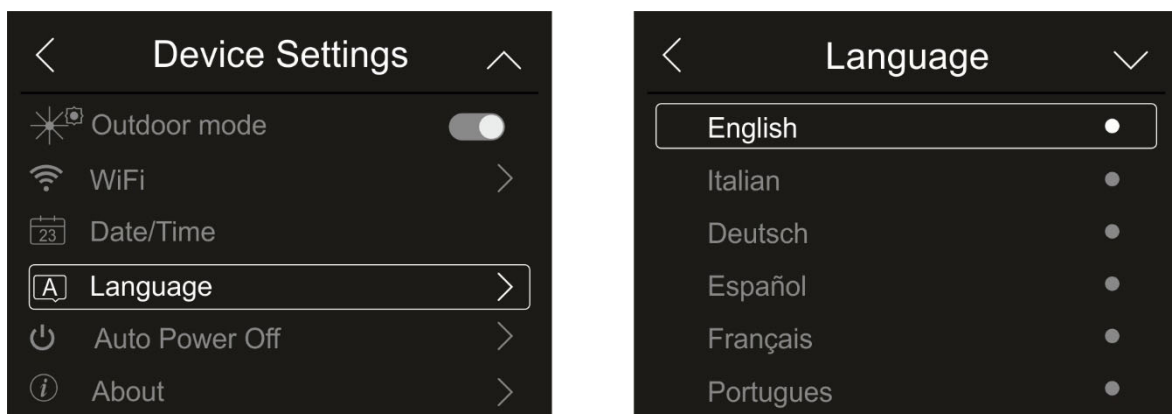 Device Settings
Outdoor mode
WiFi
23 Date/Time
A Language
Auto Power Off
i About
Language
English
Italian
Deutsch
Español
Français
Portugues